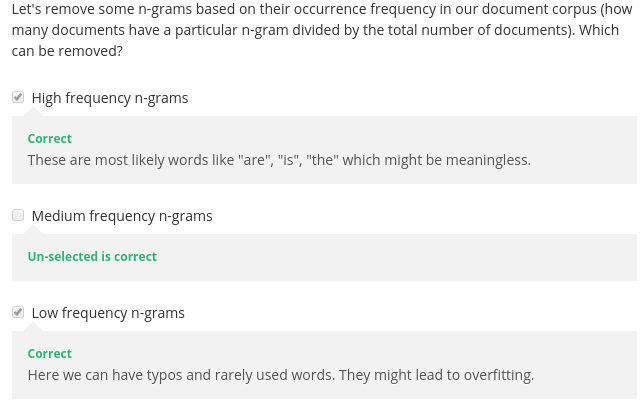 Let's remove some n-grams based on their occurrence frequency in our document corpus (how
many documents have a particular n-gram divided by the total number of documents). Which
can be removed?
High frequency n-grams
Correct
These are most likely words like "are", "is", "the" which might be meaningless.
Medium frequency n-grams
Un-selected is correct
Low frequency n-grams
Correct
Here we can have typos and rarely used words. They might lead to overfitting.